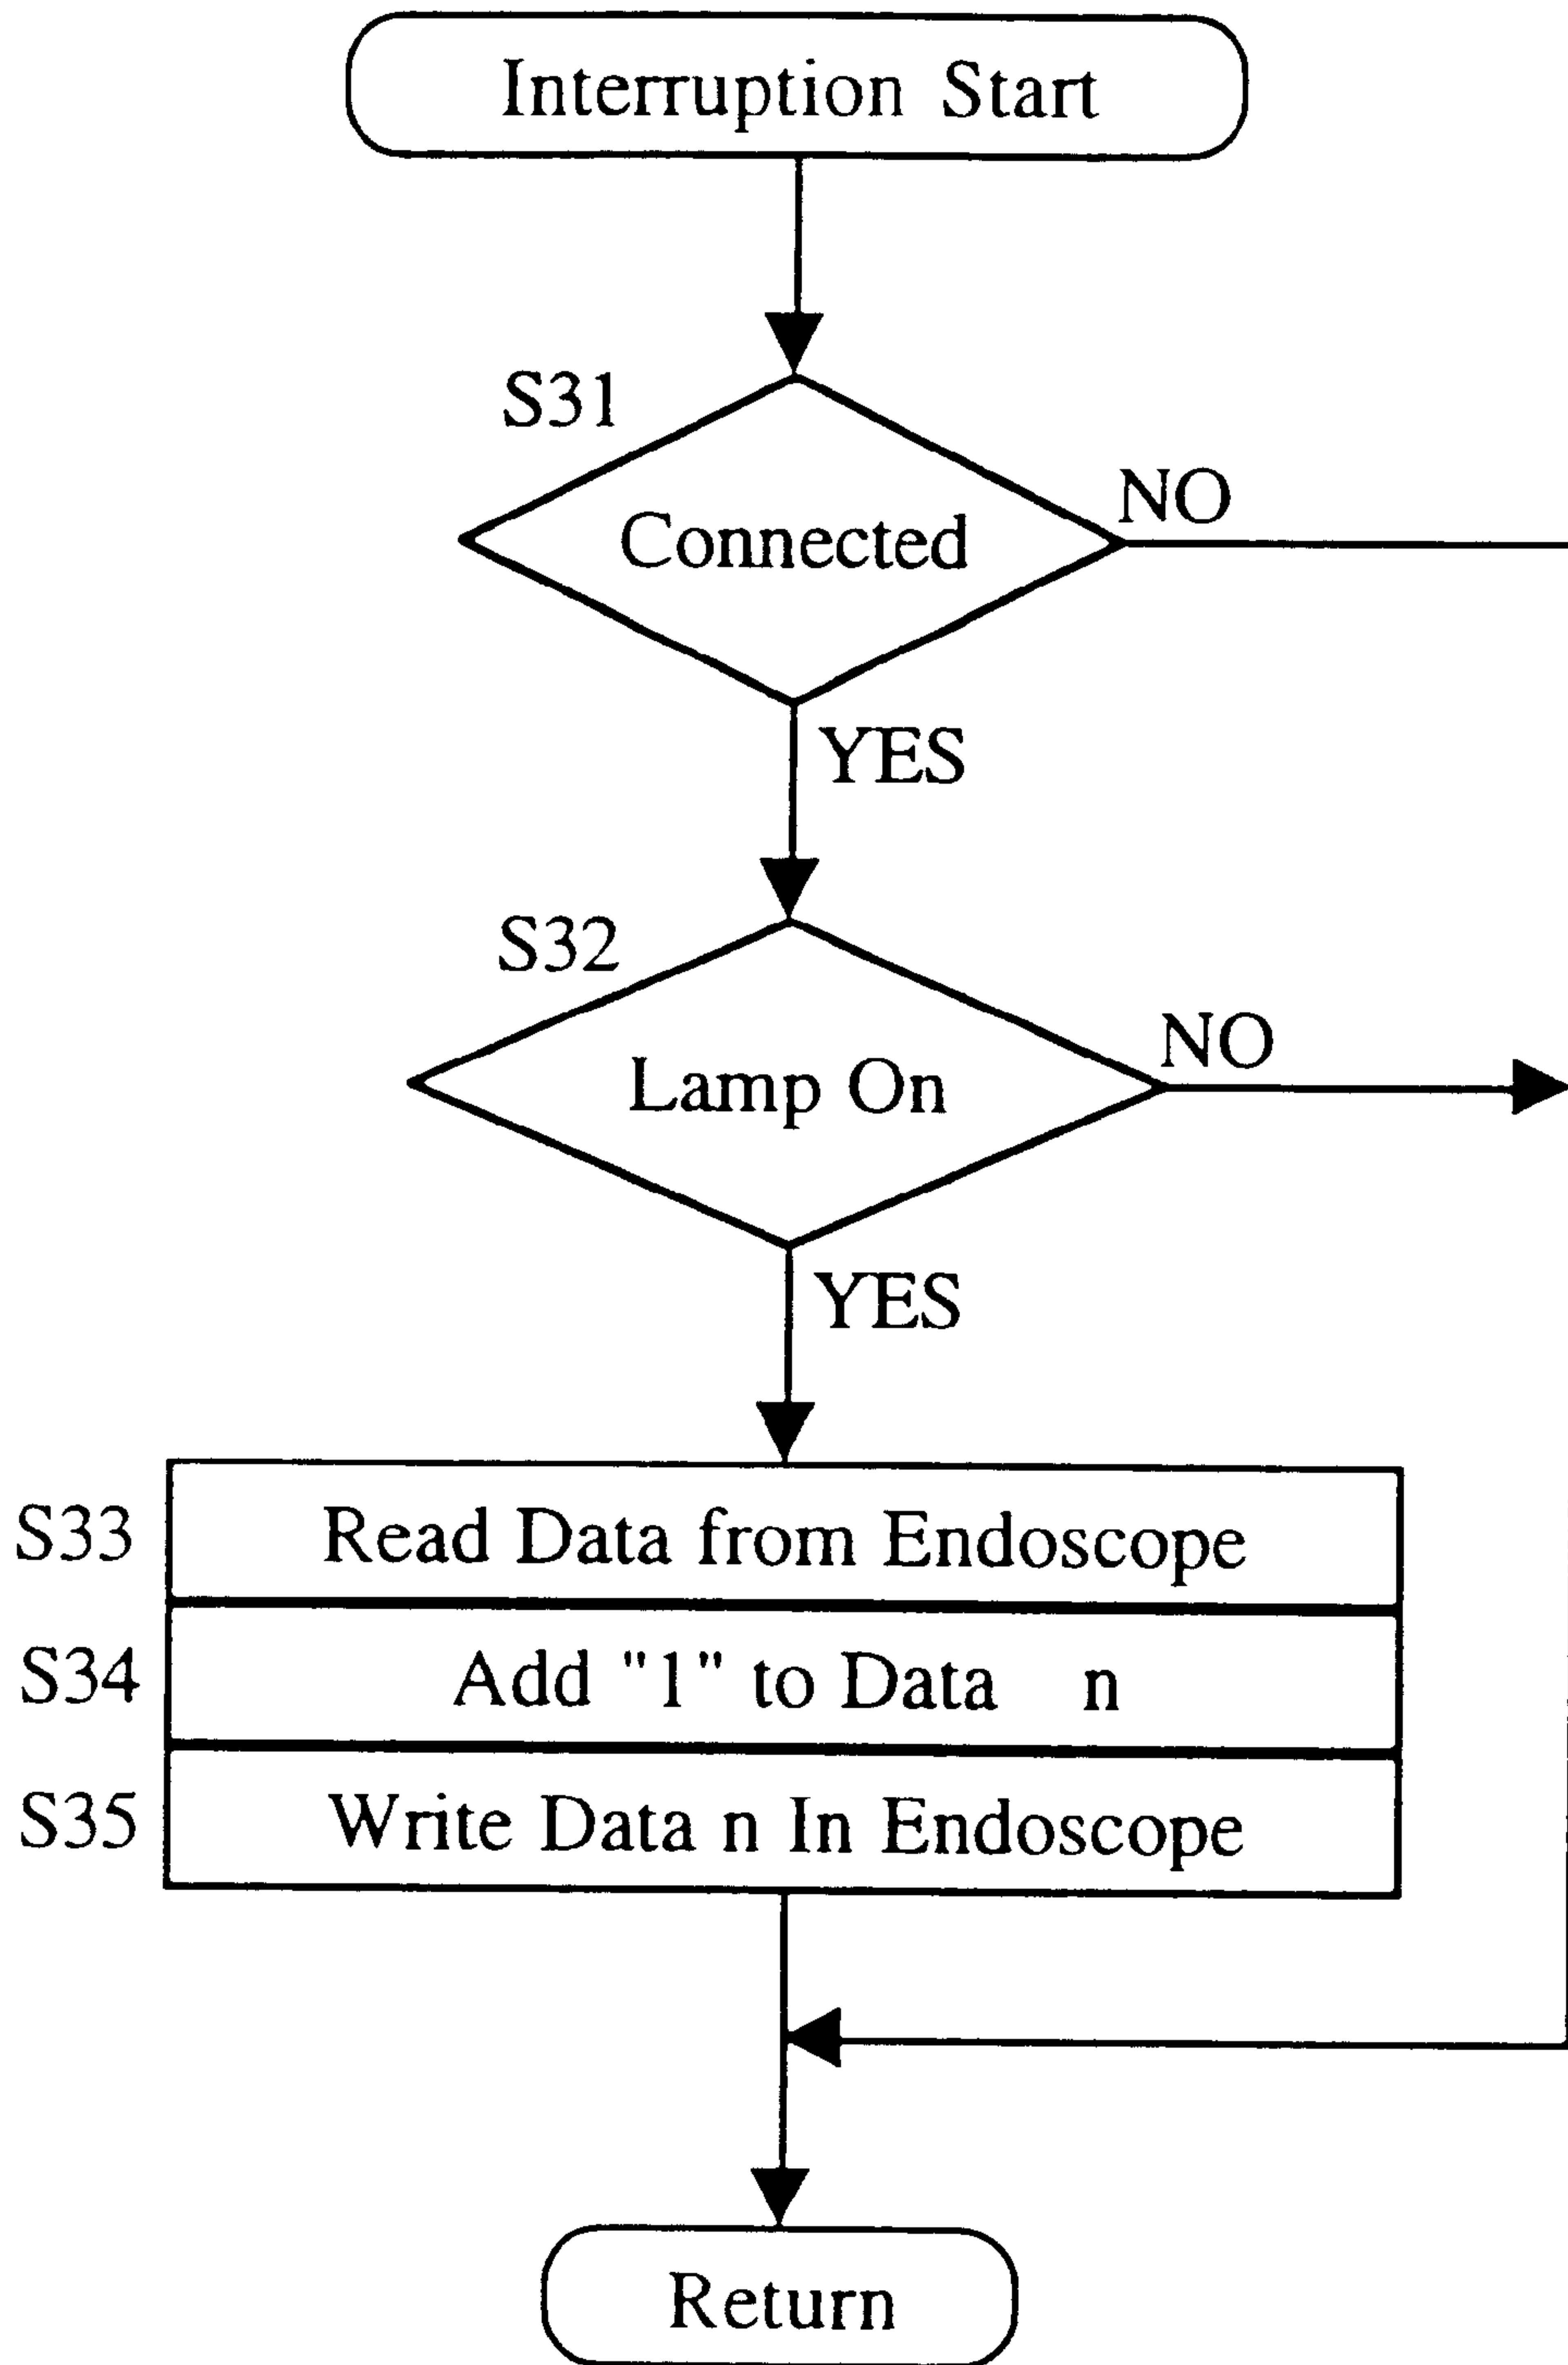 Interruption Start
S31
Connected
NO
YES
S32
Lamp On
NO
YES
S33 Read Data from Endoscope
S34 Add "1" to Data n
S35 Write Data n In Endoscope
Return